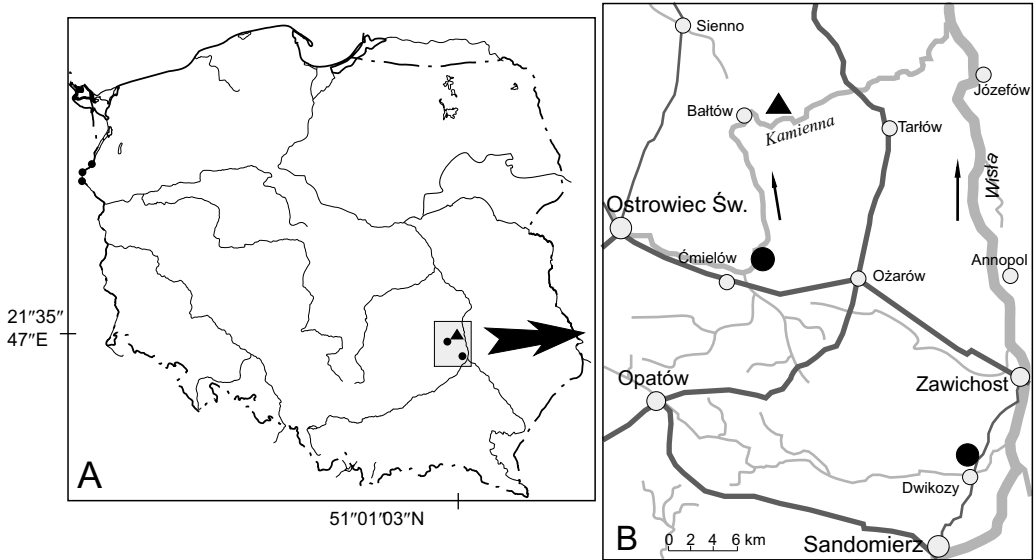 21″35″
47″E
A
51″01′03″N
Sienno
Józefów
Bałtów
Kamienna
Tarłów
Wisła
Ostrowiec Św.
Ćmielów
Annopol
Ożarów
Opatów
Zawichost
Dwikozy
Sandomierz
B
0 2 4 6 km